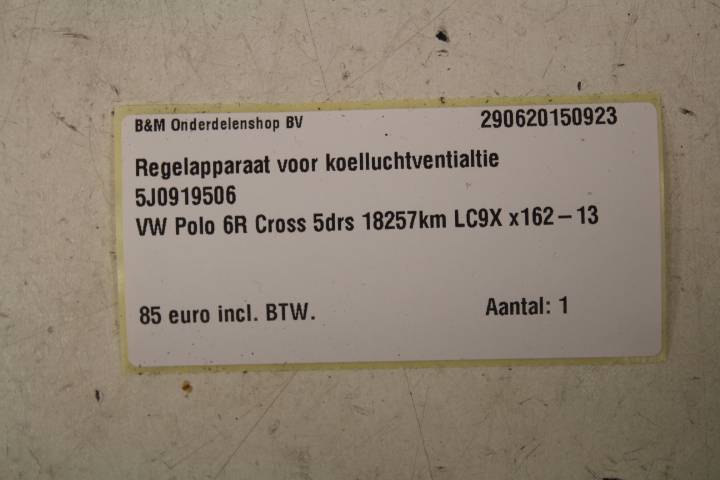 B&M Onderdelenshop BV 290620150923
Regelapparaat voor koelluchtventialtie
5J0919506
VW Polo 6R Cross 5drs 18257km LC9X x162-13
85 euro incl. BTW. Aantal: 1